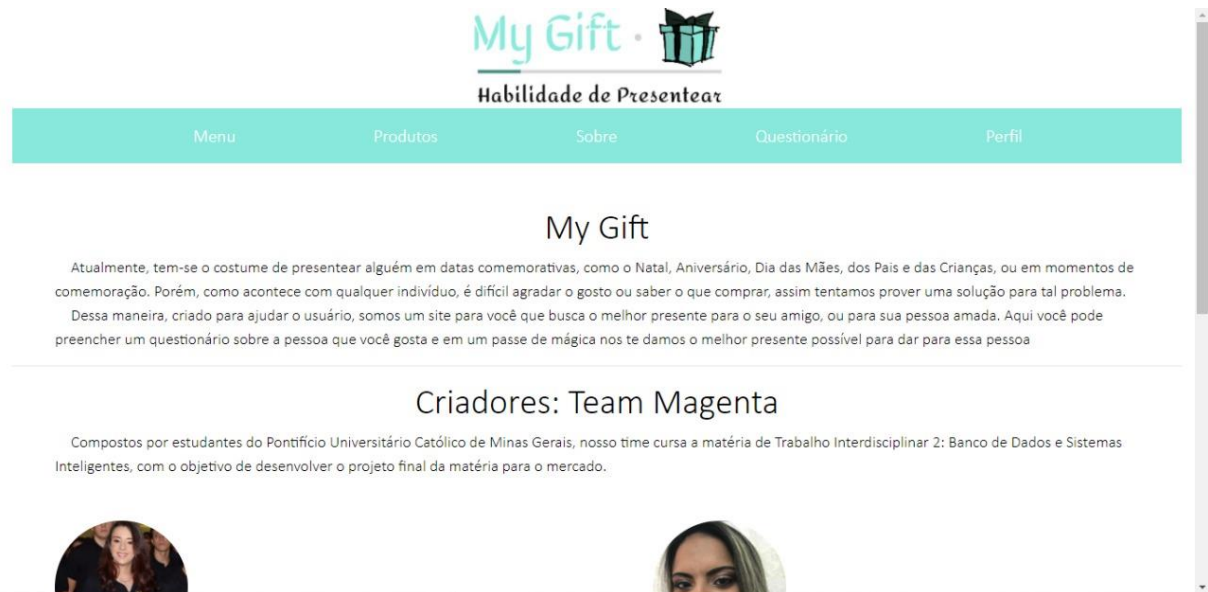 My Gift
Habilidade de Presentear
Menu Produtos Sobre Questionário Perfil
My Gift
Atualmente, tem-se o costume de presentear alguém em datas comemorativas, como o Natal, Aniversário, Dia das Mães, dos Pais e das Crianças, ou em momentos de
comemoração. Porém, como acontece com qualquer indivíduo, é difícil agradar o gosto ou saber o que comprar, assim tentamos prover uma solução para tal problema.
Dessa maneira, criado para ajudar o usuário, somos um site para você que busca o melhor presente para o seu amigo, ou para sua pessoa amada. Aqui você pode
preencher um questionário sobre a pessoa que você gosta e em um passe de mágica nos te damos o melhor presente possível para dar para essa pessoa
Criadores: Team Magenta
Compostos por estudantes do Pontifício Universitário Católico de Minas Gerais, nosso time cursa a matéria de Trabalho Interdisciplinar 2: Banco de Dados e Sistemas
Inteligentes, com o objetivo de desenvolver o projeto final da matéria para o mercado.